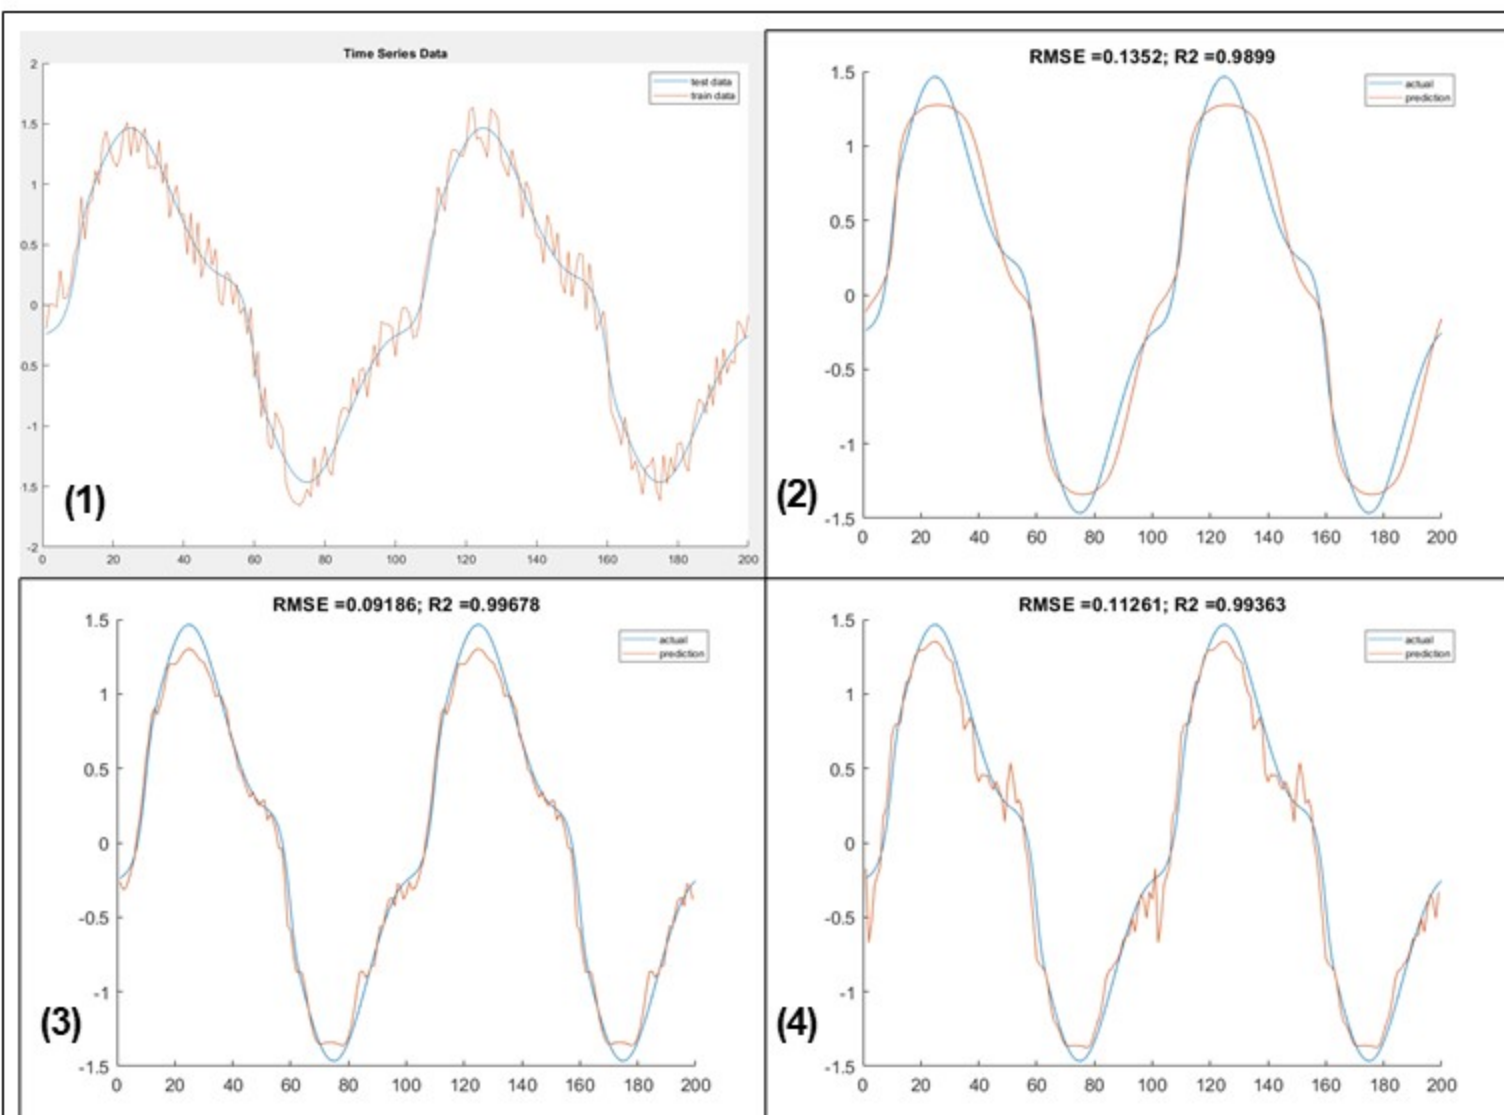 Time Series Data
test data
train data
2
1.5
1
0.5
0
0.5
-1
1.5
-2
0 20 40 60 80 100 120 140 160 180 200
(1)
RMSE =0.1352; R2 =0.9899
actual
prediction
1.5
1
0.5
0
-0.5
-1
-1.5
0 20 40 60 80 100 120 140 160 180 200
(2)
RMSE =0.09186; R2 =0.99678
actual
prediction
1.5
1
0.5
0
-0.5
-1
-1.5
0 20 40 60 80 100 120 140 160 180 200
(3)
RMSE =0.11261; R2 =0.99363
actual
prediction
1.5
1
0.5
0
-0.5
-1
-1.5
0 20 40 60 80 100 120 140 160 180 200
(4)